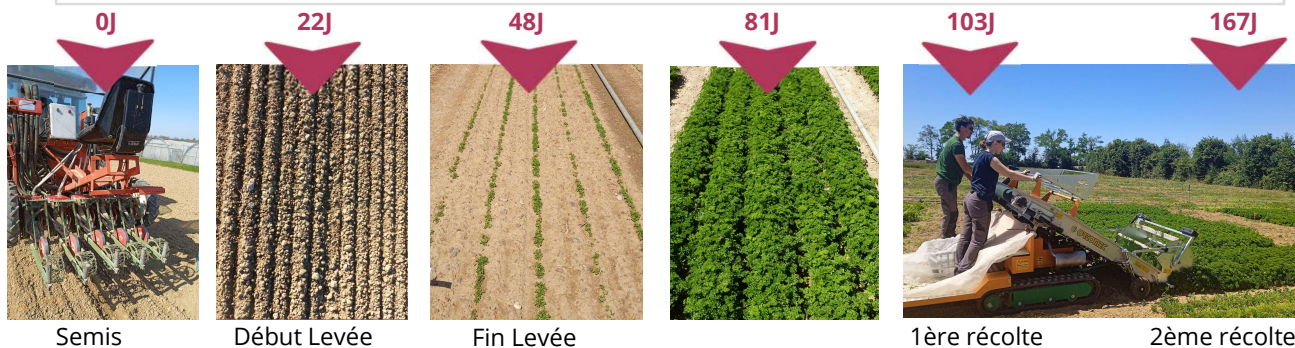 0J 22J 48J 81J 103J 167J
Semis Début Levée Fin Levée 1ère récolte 2ème récolte